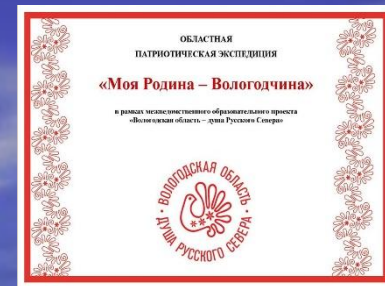 ОБЛАСТНАЯ
ПАТРИОТИЧЕСКАЯ ЭКСПЕДИЦИЯ
«Моя Родина – Вологодчина»
в рамках межведомственного образовательного проекта
«Вологодская область – душа Русского Севера»
ВОЛОГОДСКАЯ ОБЛАСТЬ
ДУША РУССКОГО СЕВЕРА